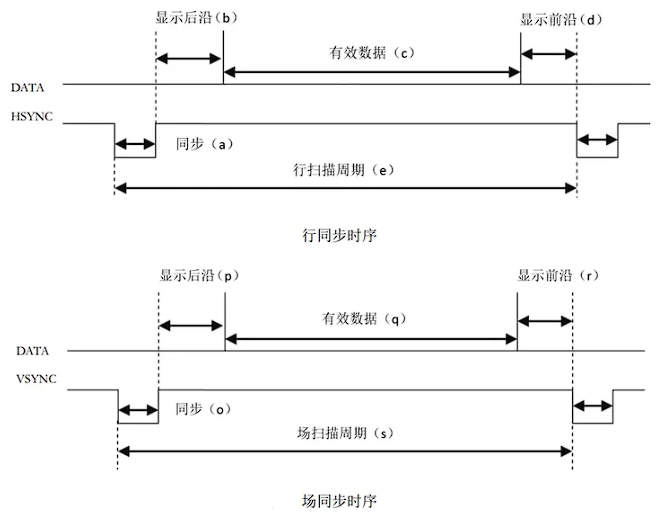 显示后沿(b)
显示前沿(d)
有效数据(c)
DATA
HSYNC
同步(a)
行扫描周期(e)
行同步时序
显示后沿(p)
显示前沿(r)
有效数据(q)
DATA
VSYNC
同步(o)
场扫描周期(s)
场同步时序